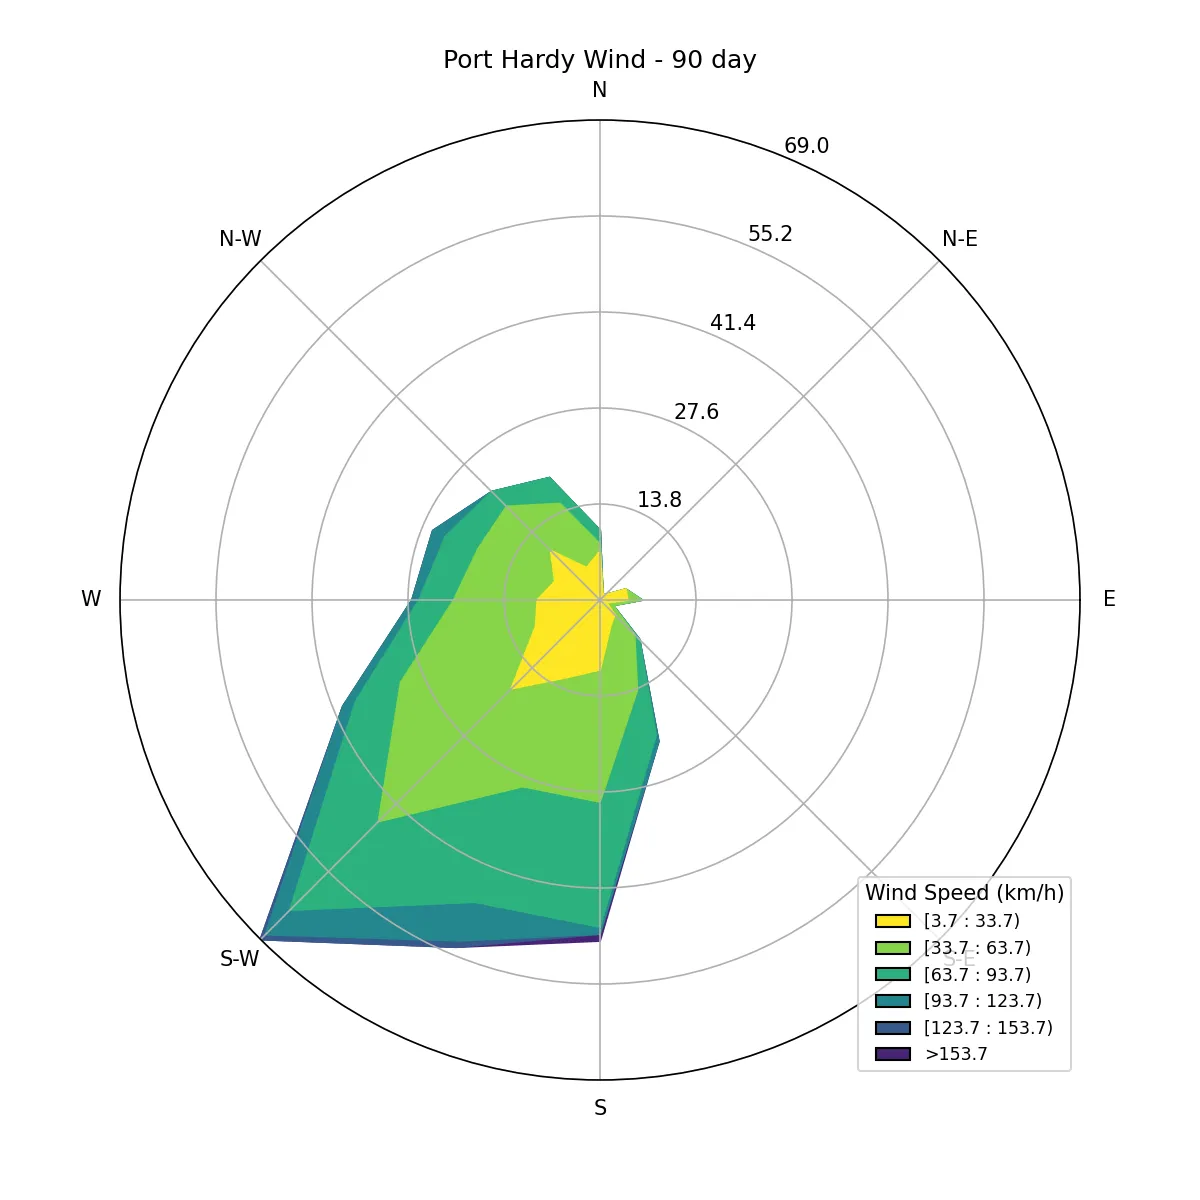 Port Hardy Wind - 90 day
N
69.0
N-W
55.2
N-E
41.4
27.6
13.8
W
E
Wind Speed (km/h)
[3.7 : 33.7)
[33.7 : 63.7)
S-W
S-E
[63.7 : 93.7)
[93.7 : 123.7)
[123.7 : 153.7)
>153.7
S